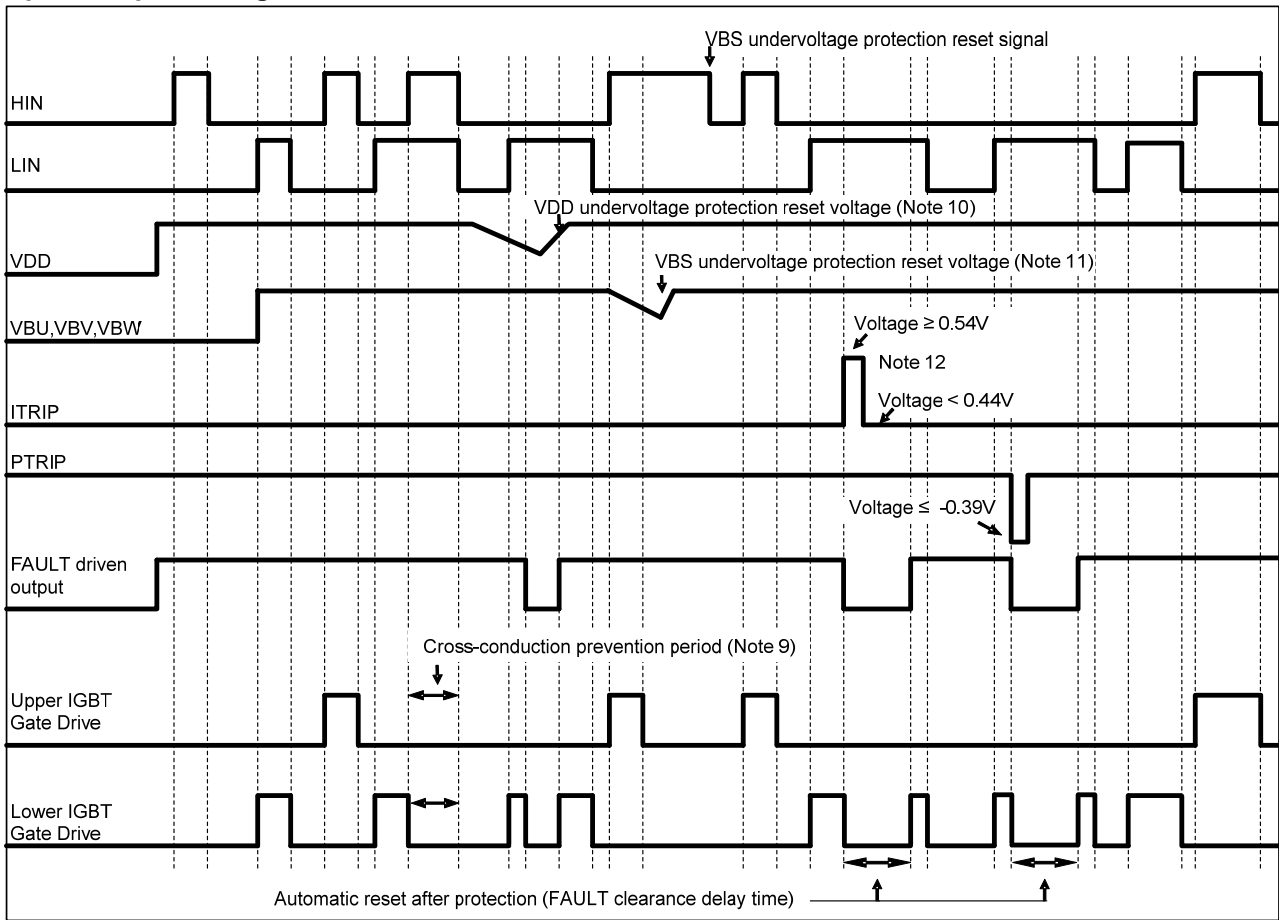 VBS undervoltage protection reset signal
HIN
LIN
VDD undervoltage protection reset voltage (Note 10)
VDD
VBS undervoltage protection reset voltage (Note 11)
VBU,VBV,VBW
Voltage ≥ 0.54V
Note 12
Voltage < 0.44V
ITRIP
PTRIP
Voltage ≤ -0.39V
FAULT driven
output
Cross-conduction prevention period (Note 9)
Upper IGBT
Gate Drive
Lower IGBT
Gate Drive
Automatic reset after protection (FAULT clearance delay time)